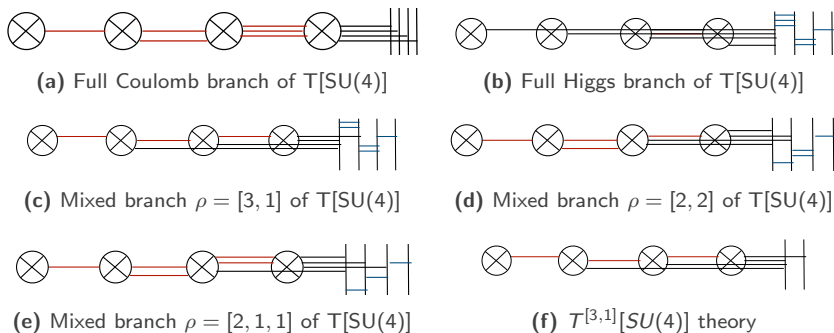 (a) Full Coulomb branch of T[SU(4)]
(b) Full Higgs branch of T[SU(4)]
(c) Mixed branch ρ = [3, 1] of T[SU(4)]
(d) Mixed branch ρ = [2, 2] of T[SU(4)]
(e) Mixed branch ρ = [2, 1, 1] of T[SU(4)]
(f) T^{[3,1]}[SU(4)] theory